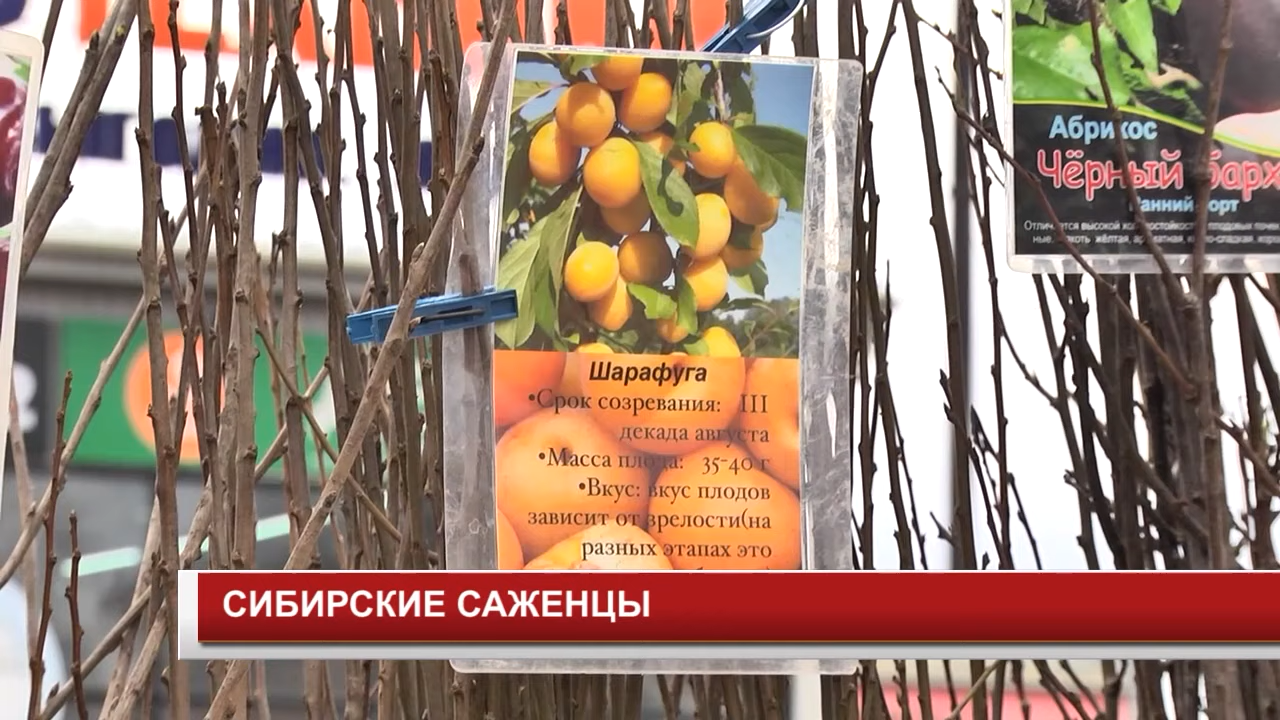 Абрикос
Чёрный барх
Ранний сорт
Шарафуга
•Срок созревания: III
декада августа
•Масса плода: 35-40 г
•Вкус: вкус плодов
зависит от зрелости(на
разных этапах это
СИБИРСКИЕ САЖЕНЦЫ